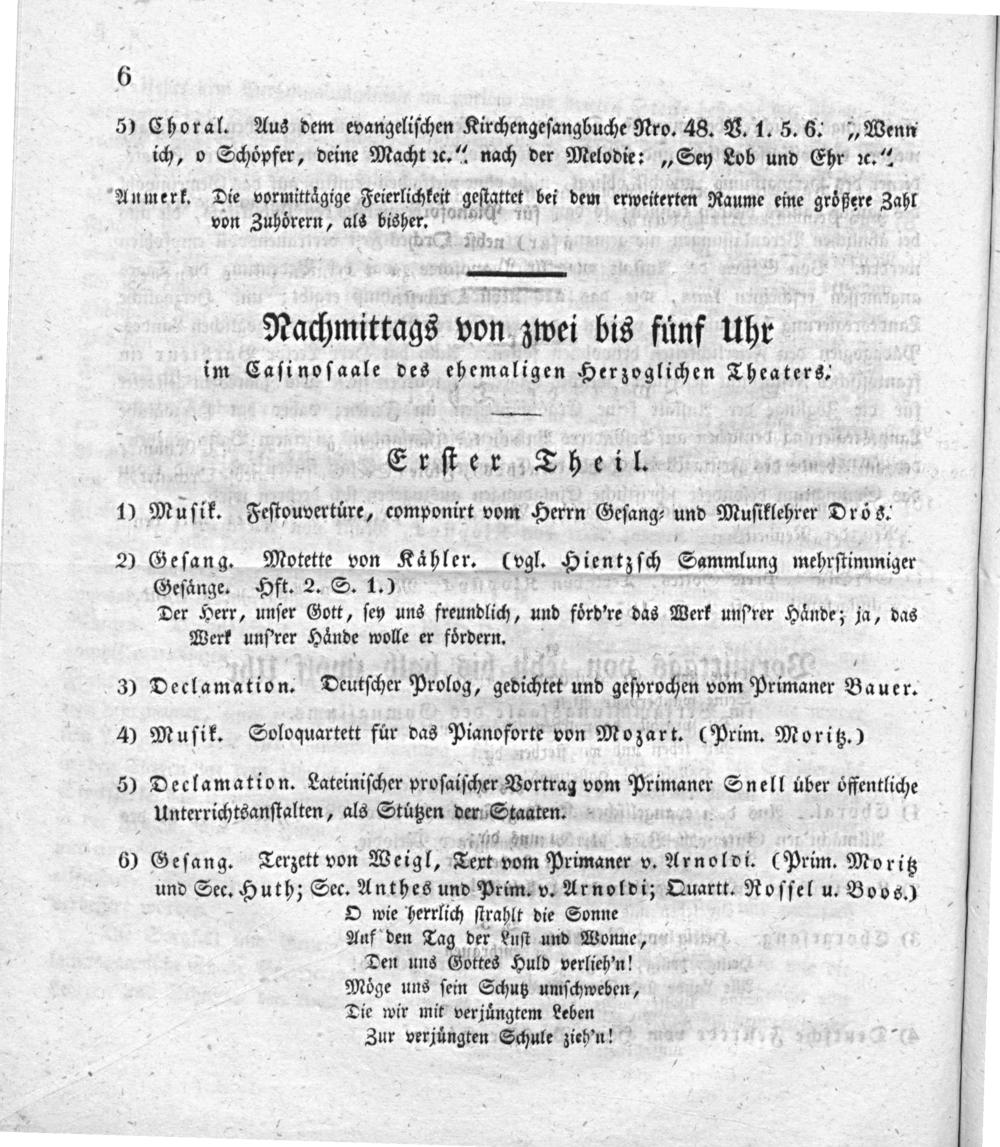 6
5) Choral. Aus dem evangelischen Kirchengesangbuche Nro. 48. V. 1. 5. 6. „Wenn
ich, o Schöpfer, deine Macht ꝛc.“ nach der Melodie: „Sey Lob und Ehr ꝛc.“
Anmerk. Die vormittägige Feierlichkeit gestattet bei dem erweiterten Raume eine größere Zahl
von Zuhörern, als bisher.
Nachmittags von zwei bis fünf Uhr
im Casinosaale des ehemaligen Herzoglichen Theaters.
Erster Theil.
1) Musik. Festouvertüre, componirt vom Herrn Gesang- und Musiklehrer Drös.
2) Gesang. Motette von Kähler. (vgl. Hientzsch Sammlung mehrstimmiger
Gesänge. Hft. 2. S. 1.)
Der Herr, unser Gott, sey uns freundlich, und förd're das Werk uns'rer Hände; ja, das
Werk uns'rer Hände wolle er fördern.
3) Declamation. Deutscher Prolog, gedichtet und gesprochen vom Primaner Bauer.
4) Musik. Soloquartett für das Pianoforte von Mozart. (Prim. Moritz.)
5) Declamation. Lateinischer prosaischer Vortrag vom Primaner Snell über öffentliche
Unterrichtsanstalten, als Stützen der Staaten.
6) Gesang. Terzett von Weigl, Text vom Primaner v. Arnoldi. (Prim. Moritz
und Sec. Huth; Sec. Anthes und Prim. v. Arnoldi; Quartt. Rossel u. Boos.)
O wie herrlich strahlt die Sonne
Auf den Tag der Lust und Wonne,
Den uns Gottes Huld verlieh'n!
Möge uns sein Schutz umschweben,
Die wir mit verjüngtem Leben
Zur verjüngten Schule zieh'n!